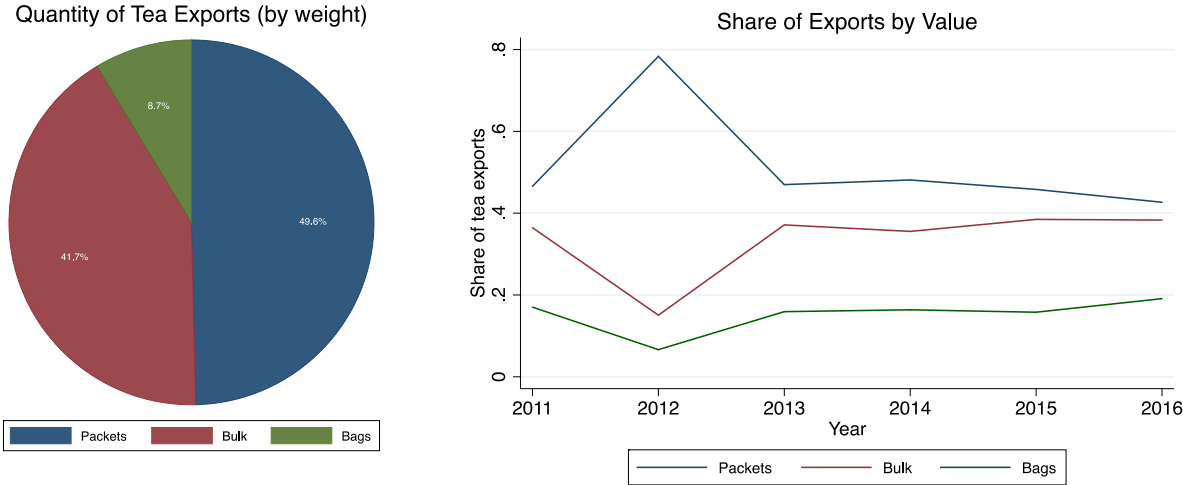 Quantity of Tea Exports (by weight)
8.7%
49.6%
41.7%
Packets Bulk Bags
Share of Exports by Value
Share of tea exports
.8
.6
.4
.2
0
2011 2012 2013 2014 2015 2016
Year
Packets Bulk Bags